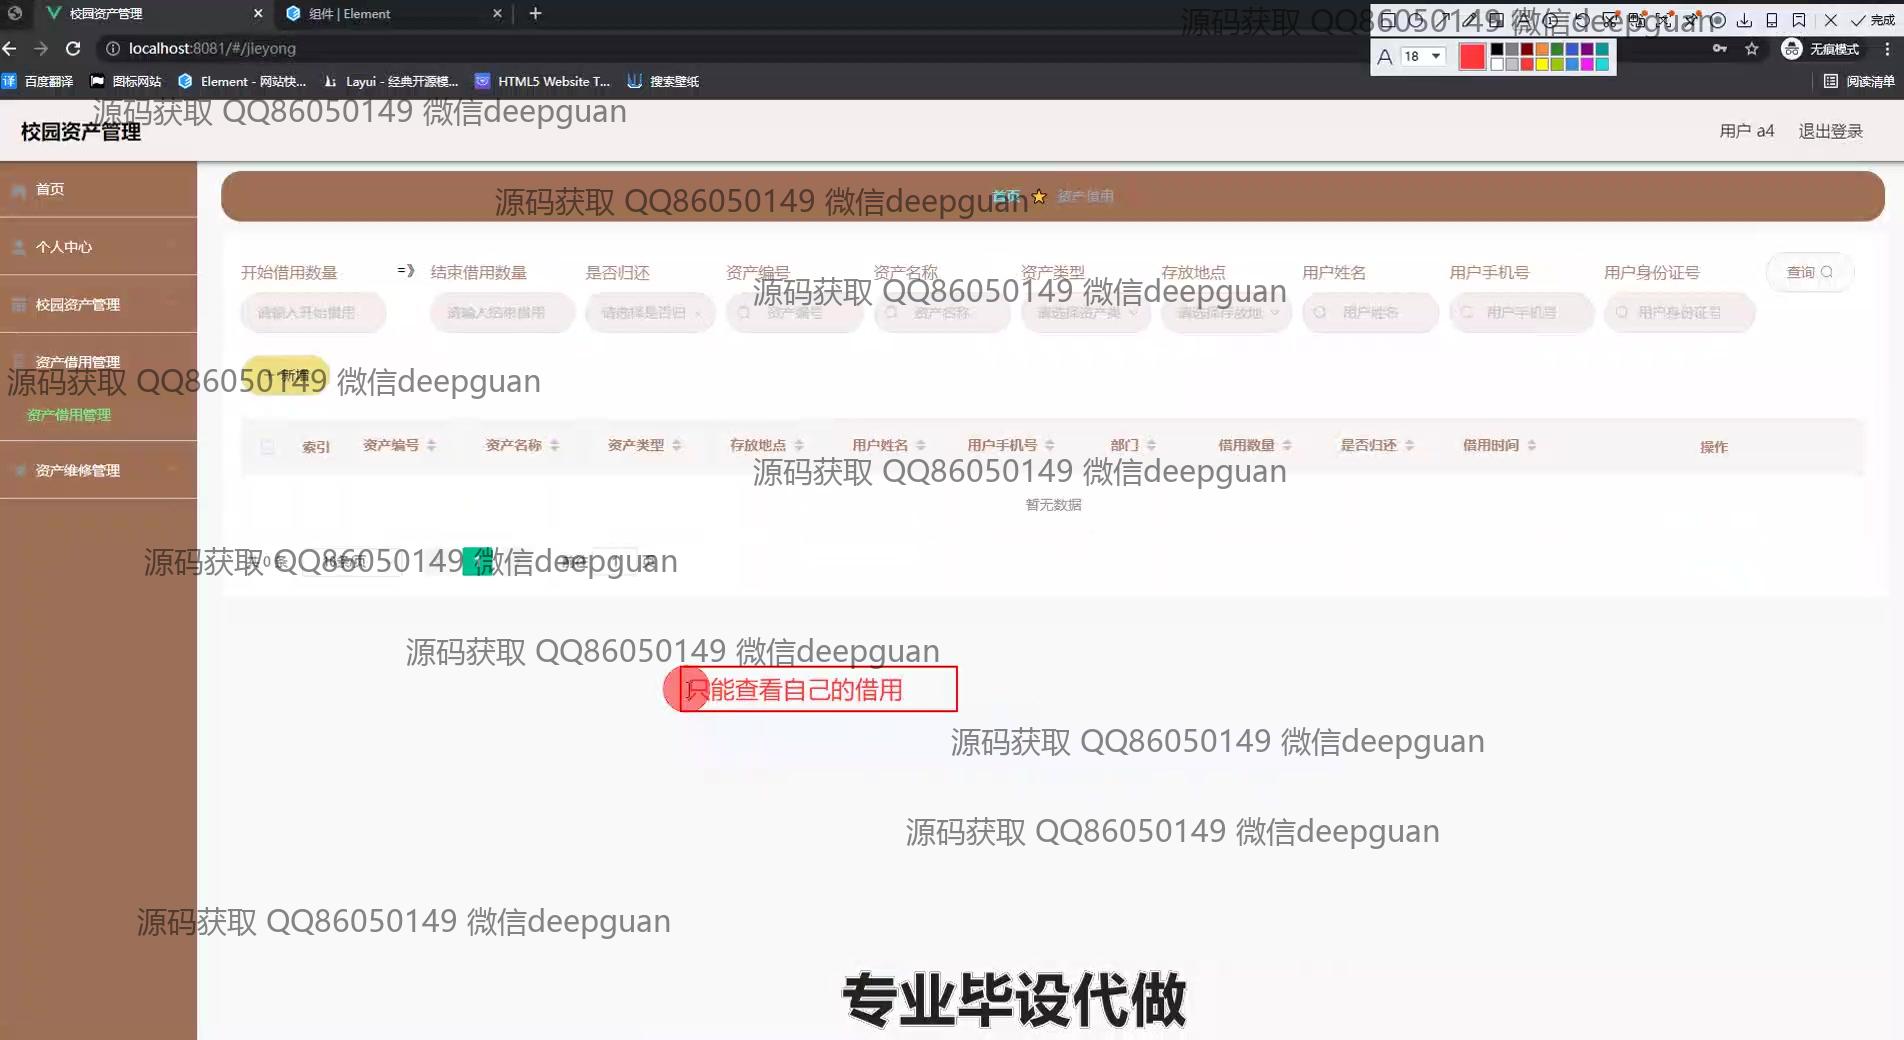 校园资产管理
组件 | Element
完成
localhost:8081/#/jieyong
18
无痕模式
百度翻译
图标网站
Element - 网站快...
Layui - 经典开源模...
HTML5 Website T...
搜索壁纸
阅读清单
源码获取 QQ86050149 微信deepguan
源码获取 QQ86050149 微信deepguan
校园资产管理
用户 a4
退出登录
首页
个人中心
校园资产管理
资产借用管理
资产借用管理
资产维修管理
首页
资产借用
源码获取 QQ86050149 微信deepguan
开始借用数量
=》
结束借用数量
是否归还
资产编号
资产名称
资产类型
存放地点
用户姓名
用户手机号
用户身份证号
查询
源码获取 QQ86050149 微信deepguan
请输入开始借用
请输入结束借用
请选择是否归
资产编号
资产名称
请选择资产类
请选择存放地
用户姓名
用户手机号
用户身份证号
+ 新增
源码获取 QQ86050149 微信deepguan
索引
资产编号
资产名称
资产类型
存放地点
用户姓名
用户手机号
部门
借用数量
是否归还
借用时间
操作
源码获取 QQ86050149 微信deepguan
暂无数据
源码获取 QQ86050149 微信deepguan
源码获取 QQ86050149 微信deepguan
只能查看自己的借用
源码获取 QQ86050149 微信deepguan
源码获取 QQ86050149 微信deepguan
源码获取 QQ86050149 微信deepguan
专业毕设代做